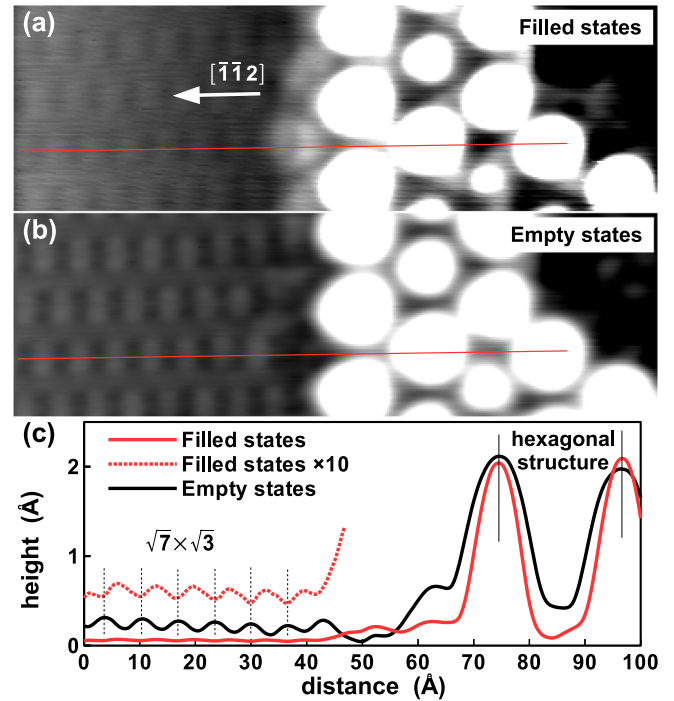 (a)
Filled states
[1̄1̄2]
(b)
Empty states
(c)
Filled states
Filled states ×10
Empty states
hexagonal
structure
√7×√3
height (Å)
2
1
0
0 10 20 30 40 50 60 70 80 90 100
distance (Å)